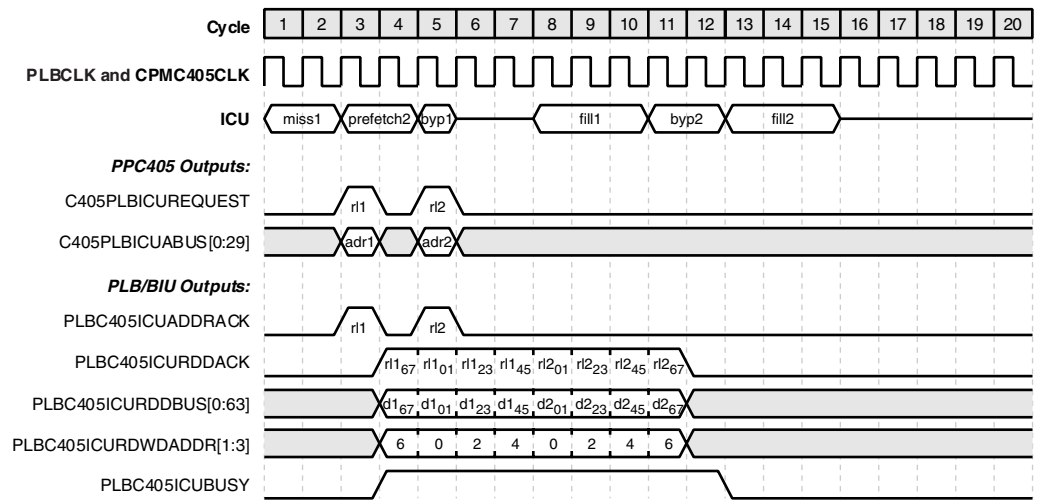 Cycle 1 2 3 4 5 6 7 8 9 10 11 12 13 14 15 16 17 18 19 20
PLBCLK and CPMC405CLK
ICU miss1 prefetch2 byp1 fill1 byp2 fill2
PPC405 Outputs:
C405PLBICUREQUEST rl1 rl2
C405PLBICUABUS[0:29] adr1 adr2
PLB/BIU Outputs:
PLBC405ICUADDRACK rl1 rl2
PLBC405ICURDDACK rl1₆₇ rl1₀₁ rl1₂₃ rl1₄₅ rl2₀₁ rl2₂₃ rl2₄₅ rl2₆₇
PLBC405ICURDDBUS[0:63] d1₆₇ d1₀₁ d1₂₃ d1₄₅ d2₀₁ d2₂₃ d2₄₅ d2₆₇
PLBC405ICURDWDADDR[1:3] 6 0 2 4 0 2 4 6
PLBC405ICUBUSY